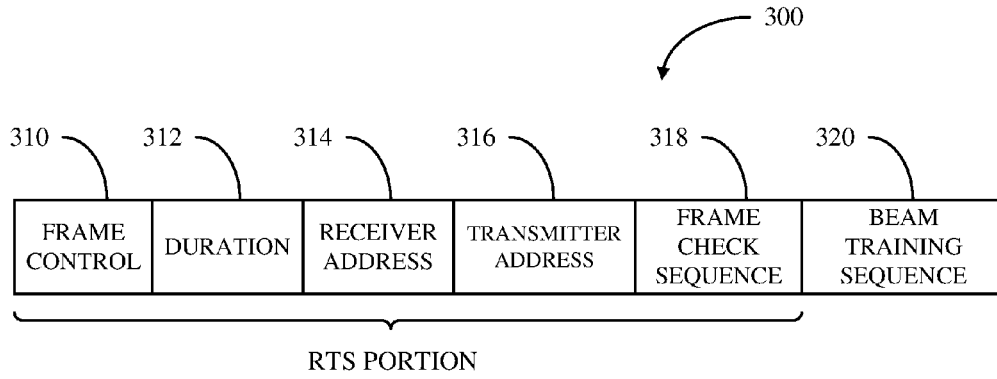 300
310
312
314
316
318
320
FRAME
CONTROL
DURATION
RECEIVER
ADDRESS
TRANSMITTER
ADDRESS
FRAME
CHECK
SEQUENCE
BEAM
TRAINING
SEQUENCE
RTS PORTION